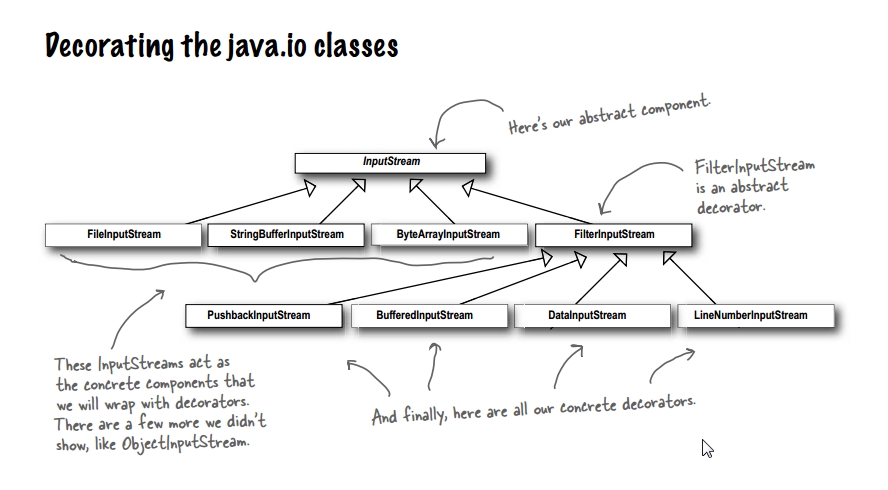 Decorating the java.io classes
Here's our abstract component.
InputStream
FilterInputStream
is an abstract
decorator.
FileInputStream
StringBufferInputStream
ByteArrayInputStream
FilterInputStream
PushbackInputStream
BufferedInputStream
DataInputStream
LineNumberInputStream
These InputStreams act as
the concrete components that
we will wrap with decorators.
There are a few more we didn't
show, like ObjectInputStream.
And finally, here are all our concrete decorators.